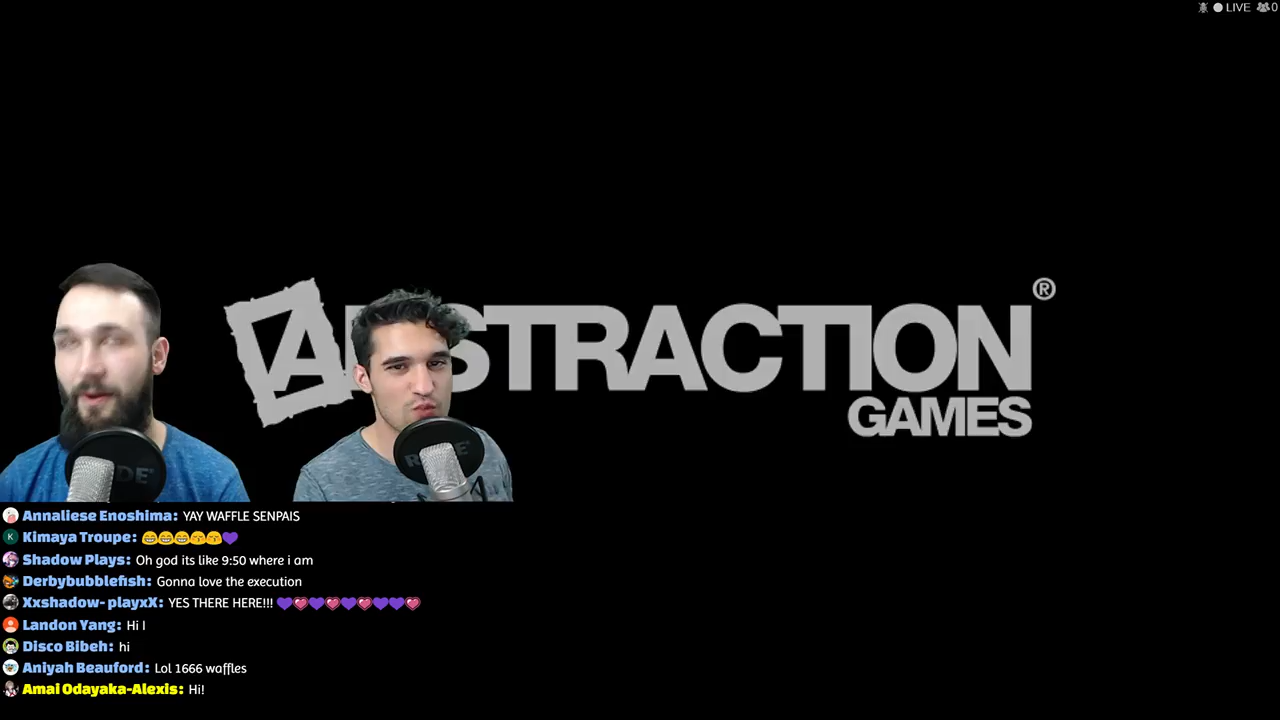 LIVE 0
ABSTRACTION ®
GAMES
RODE
DE
Annaliese Enoshima: YAY WAFFLE SENPAIS
K Kimaya Troupe: 😂😂😂😙😙💜
Shadow Plays: Oh god its like 9:50 where i am
Derbybubblefish: Gonna love the execution
Xxshadow- playxX: YES THERE HERE!!! 💜💗💜💗💜💗💜💜💗
Landon Yang: Hi I
Disco Bibeh: hi
Aniyah Beauford: Lol 1666 waffles
Amai Odayaka-Alexis: Hi!